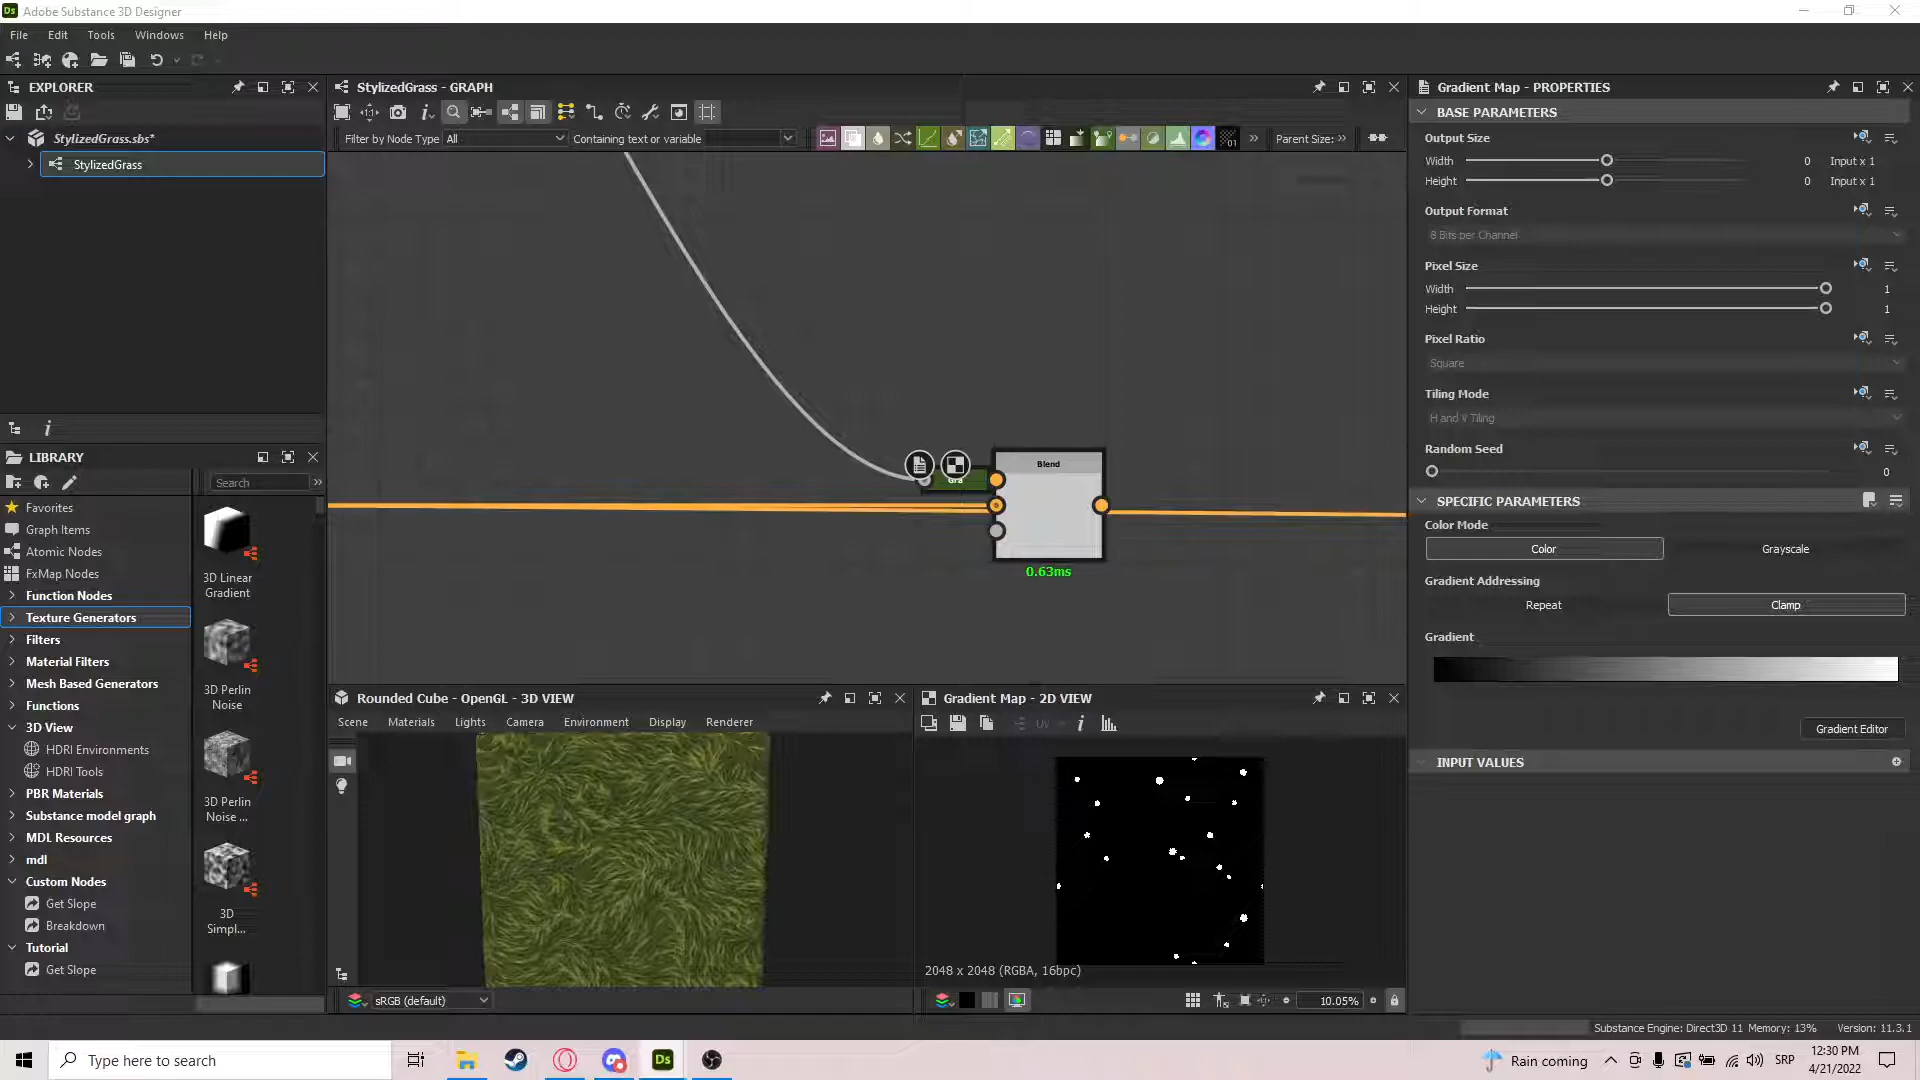 Ds Adobe Substance 3D Designer
File Edit Tools Windows Help
EXPLORER
StylizedGrass.sbs*
StylizedGrass
LIBRARY
Search
Favorites
Graph Items
Atomic Nodes
FxMap Nodes
Function Nodes
Texture Generators
Filters
Material Filters
Mesh Based Generators
Functions
3D View
HDRI Environments
HDRI Tools
PBR Materials
Substance model graph
MDL Resources
mdl
Custom Nodes
Get Slope
Breakdown
Tutorial
Get Slope
3D Linear
Gradient
3D Perlin
Noise
3D Perlin
Noise ...
3D
Simpl...
StylizedGrass - GRAPH
Filter by Node Type All Containing text or variable
01
Parent Size:
Gra
Blend
0.63ms
Rounded Cube - OpenGL - 3D VIEW
Scene Materials Lights Camera Environment Display Renderer
sRGB (default)
Gradient Map - 2D VIEW
UV
2048 x 2048 (RGBA, 16bpc)
10.05%
Gradient Map - PROPERTIES
BASE PARAMETERS
Output Size
Width 0 Input x 1
Height 0 Input x 1
Output Format
8 Bits per Channel
Pixel Size
Width 1
Height 1
Pixel Ratio
Square
Tiling Mode
H and V Tiling
Random Seed
0
SPECIFIC PARAMETERS
Color Mode
Color Grayscale
Gradient Addressing
Repeat Clamp
Gradient
Gradient Editor
INPUT VALUES
Substance Engine: Direct3D 11 Memory: 13% Version: 11.3.1
Type here to search
Ds
Rain coming
SRP
12:30 PM
4/21/2022